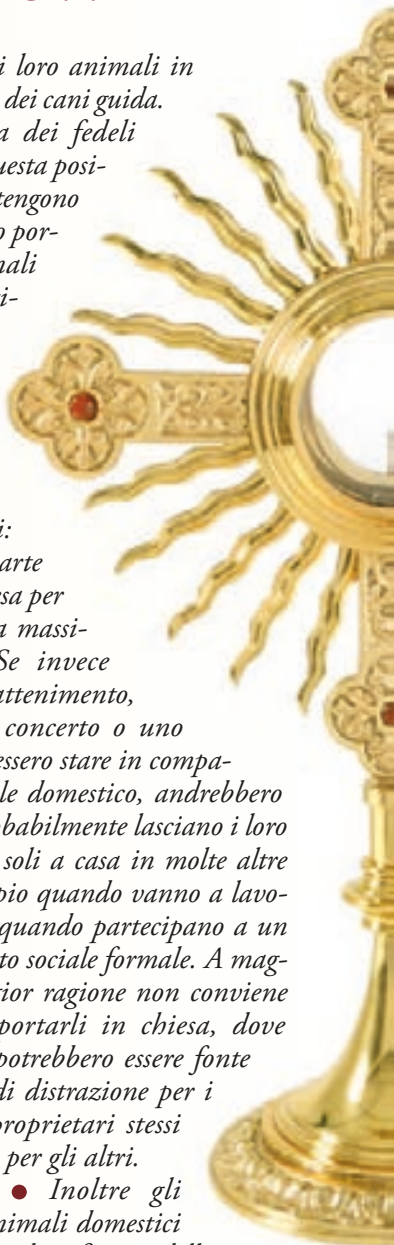 i loro animali in
dei cani guida.
a dei fedeli
uesta posi-
tengono
o por-
nali
si-
i:
arte
sa per
a massi-
Se invece
attenimento,
concerto o uno
essero stare in compa-
le domestico, andrebbero
babilmente lasciano i loro
soli a casa in molte altre
pio quando vanno a lavo-
quando partecipano a un
to sociale formale. A mag-
ior ragione non conviene
portarli in chiesa, dove
potrebbero essere fonte
di distrazione per i
proprietari stessi
per gli altri.
● Inoltre gli
nimali domestici